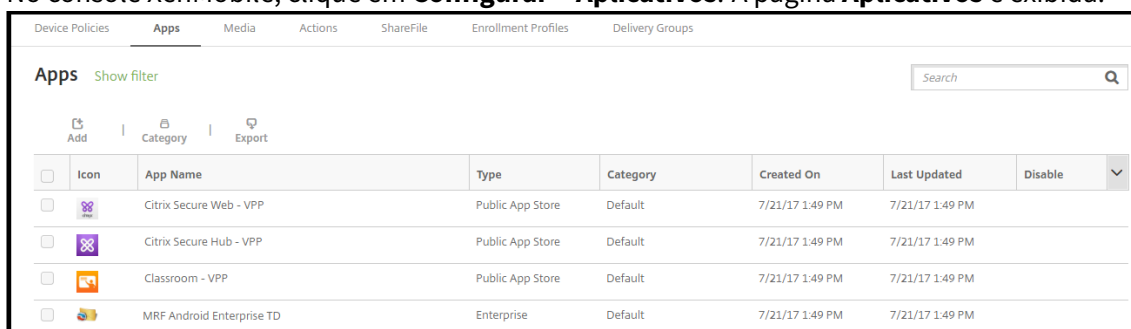 No console XenMobile, clique em Configurar > Aplicativos. A página Aplicativos é exibida.
Device Policies Apps Media Actions ShareFile Enrollment Profiles Delivery Groups
Apps Show filter Search
Add | Category | Export
Icon App Name Type Category Created On Last Updated Disable
Citrix Secure Web - VPP Public App Store Default 7/21/17 1:49 PM 7/21/17 1:49 PM
Citrix Secure Hub - VPP Public App Store Default 7/21/17 1:49 PM 7/21/17 1:49 PM
Classroom - VPP Public App Store Default 7/21/17 1:49 PM 7/21/17 1:49 PM
MRF Android Enterprise TD Enterprise Default 7/21/17 1:49 PM 7/21/17 1:49 PM